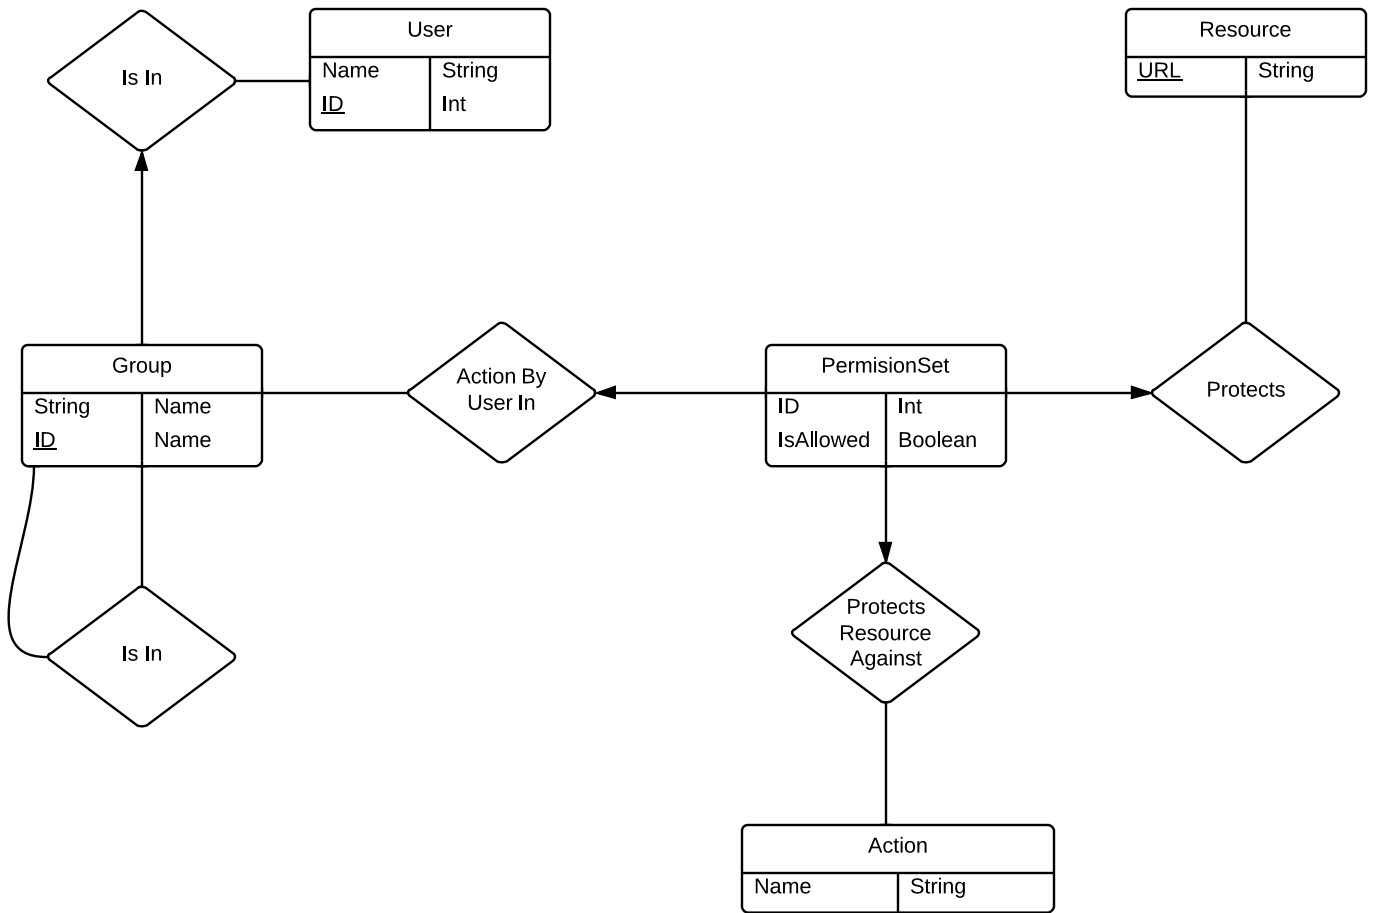 Is In
User
Name String
ID Int
Resource
URL String
Group
String Name
ID Name
Action By
User In
PermisionSet
ID Int
IsAllowed Boolean
Protects
Is In
Protects
Resource
Against
Action
Name String